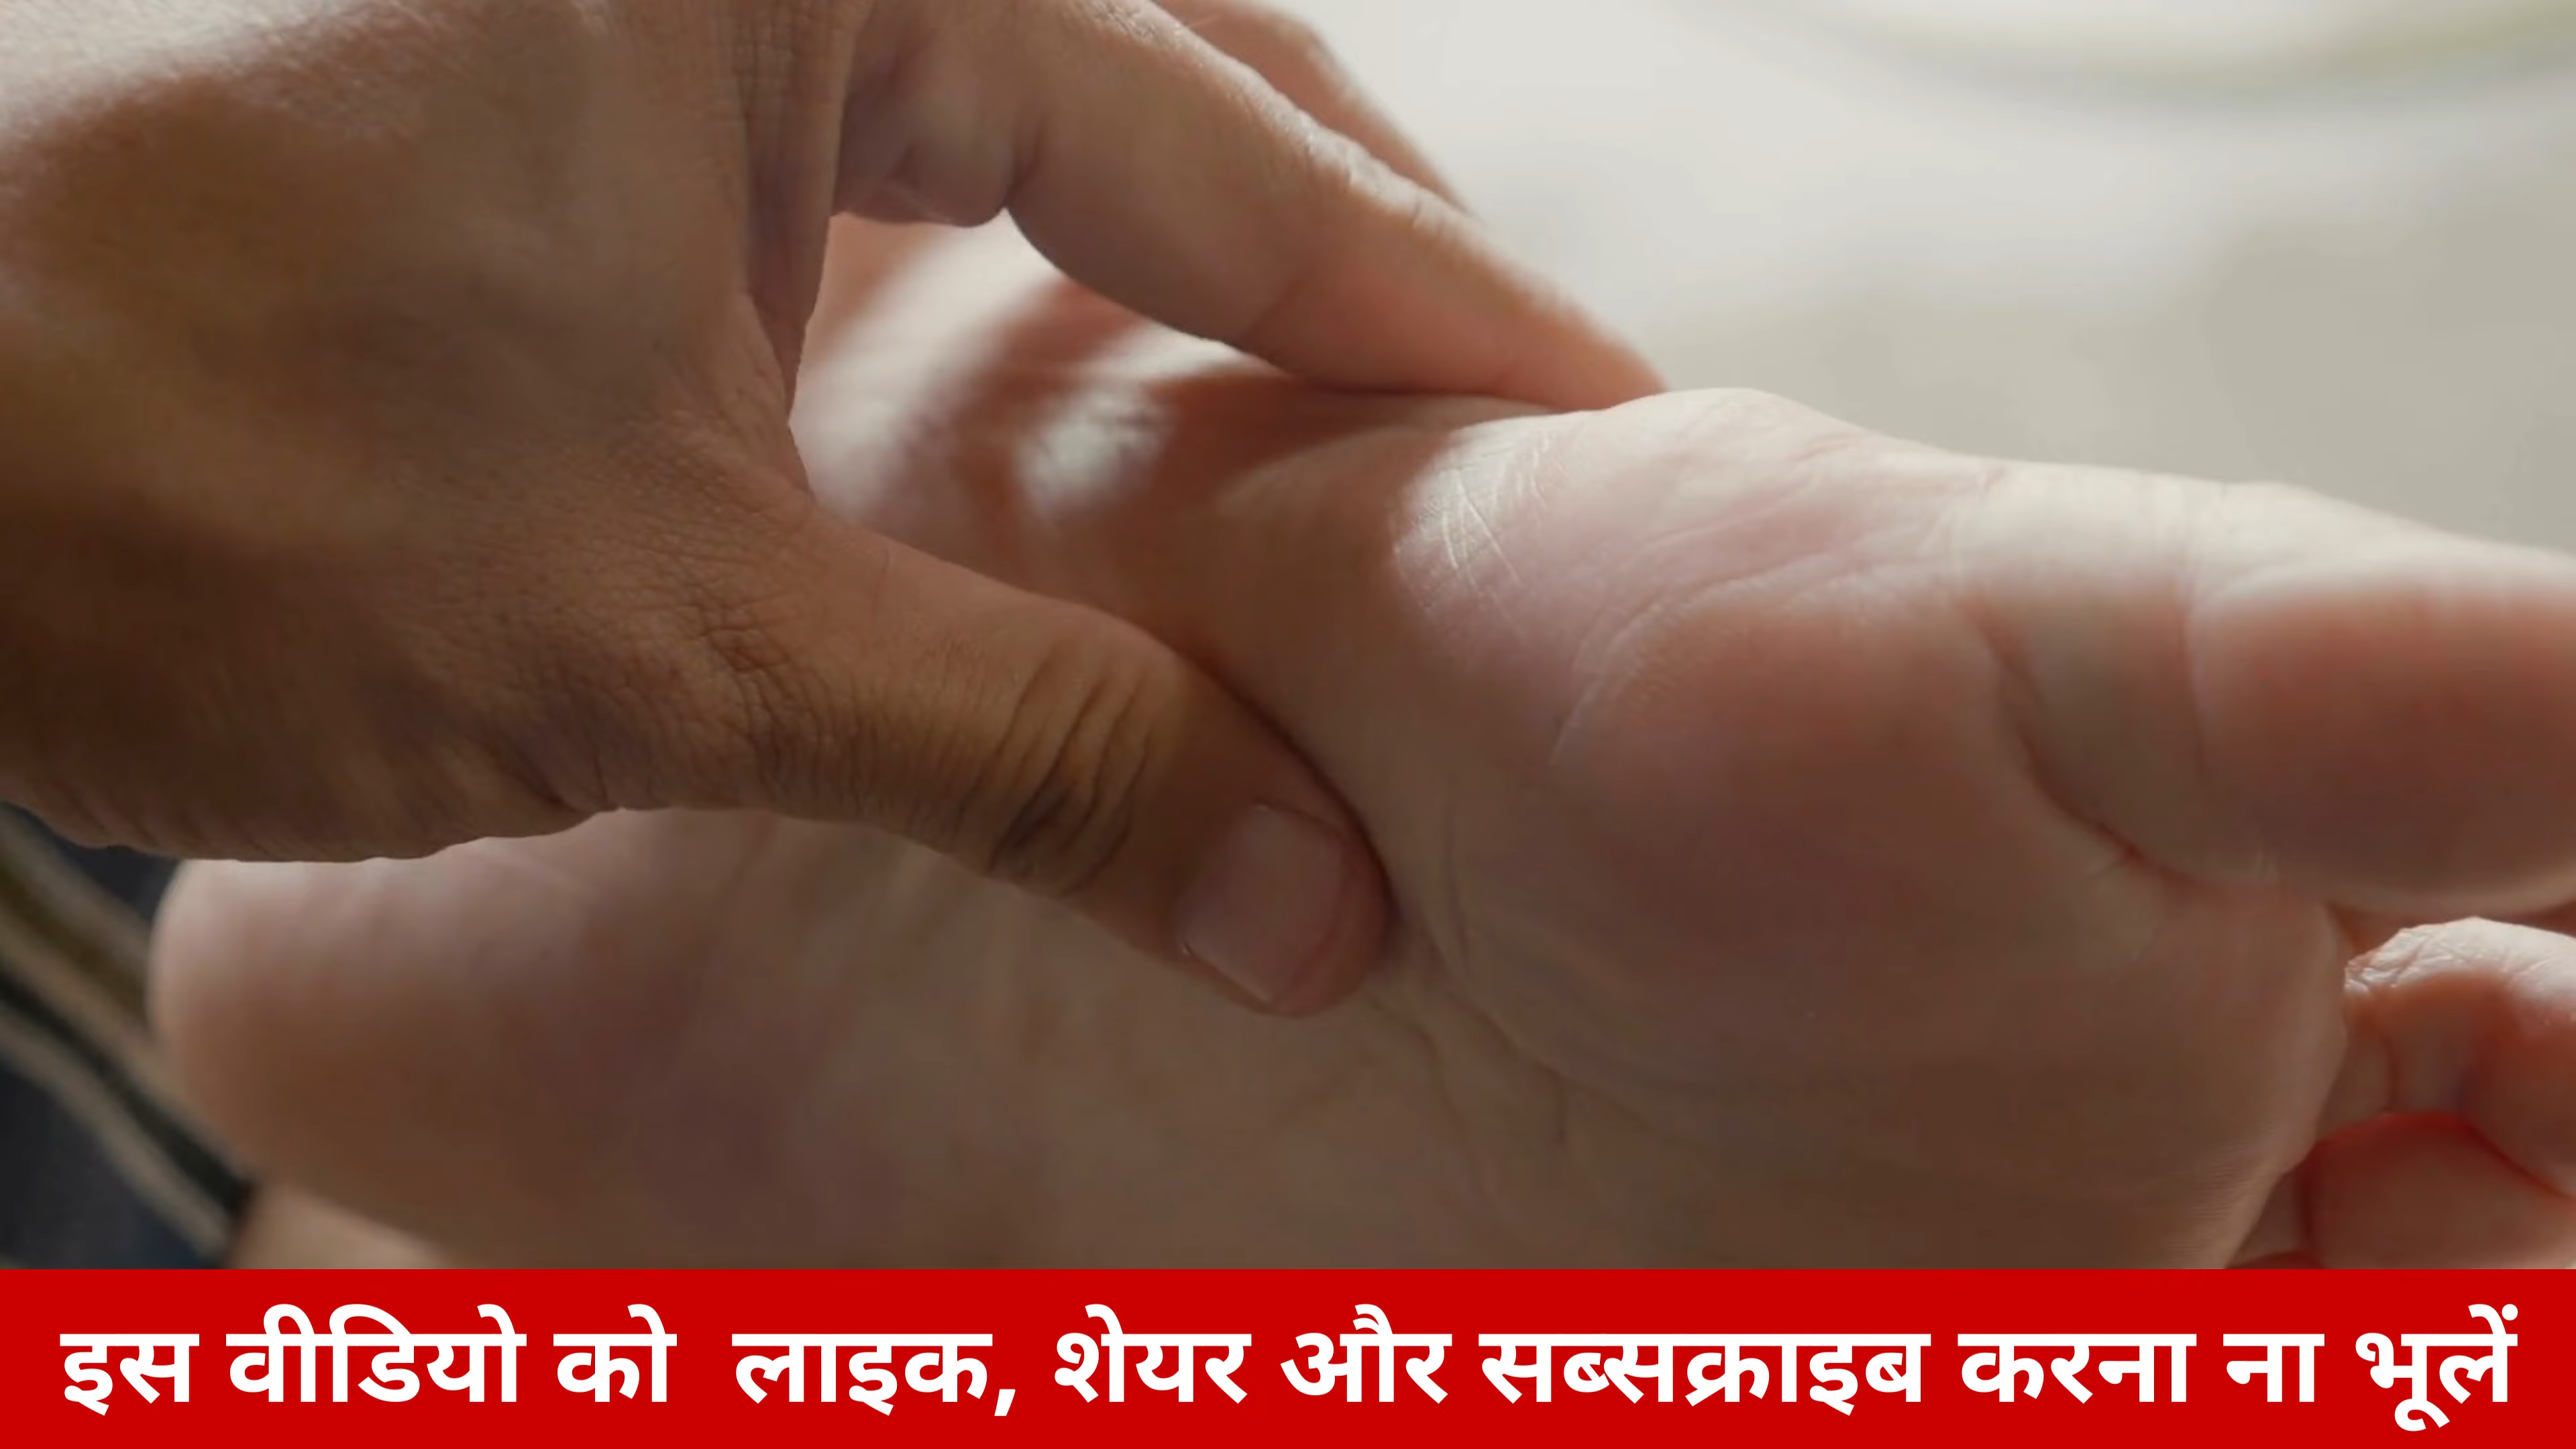 इस वीडियो को  लाइक, शेयर और सब्सक्राइब करना ना भूलें